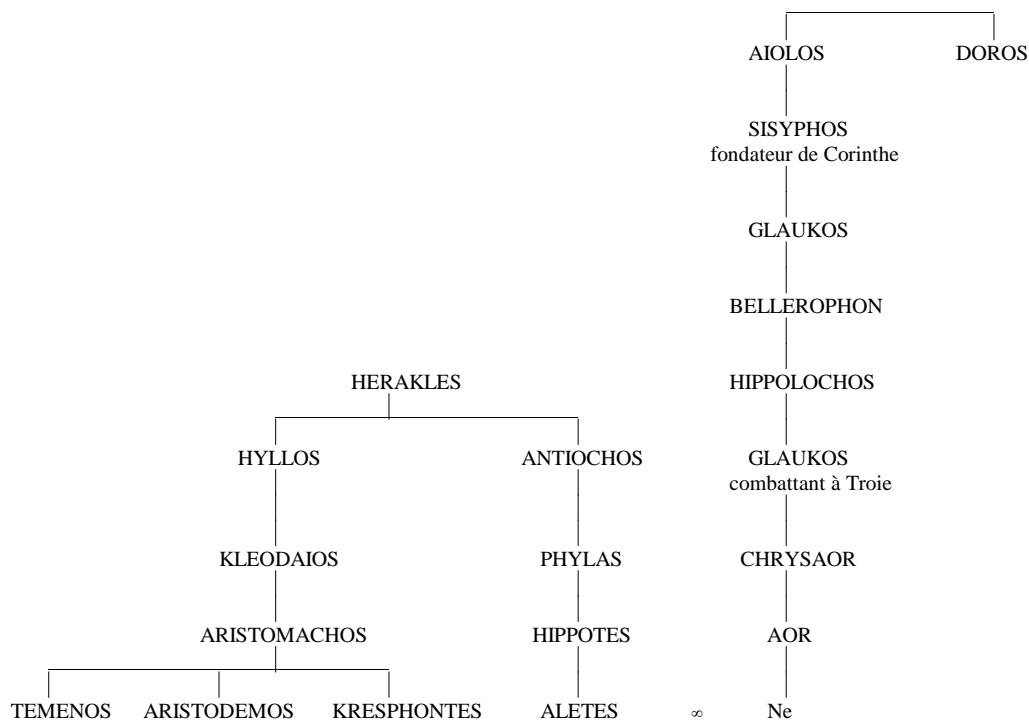 AIOLOS DOROS
SISYPHOS
fondateur de Corinthe
GLAUKOS
BELLEROPHON
HERAKLES HIPPOLOCHOS
HYLLOS ANTIOCHOS GLAUKOS
combattant à Troie
KLEODAIOS PHYLAS CHRYSAOR
ARISTOMACHOS HIPPOTES AOR
TEMENOS ARISTODEMOS KRESPHONTES ALETES ∞ Ne